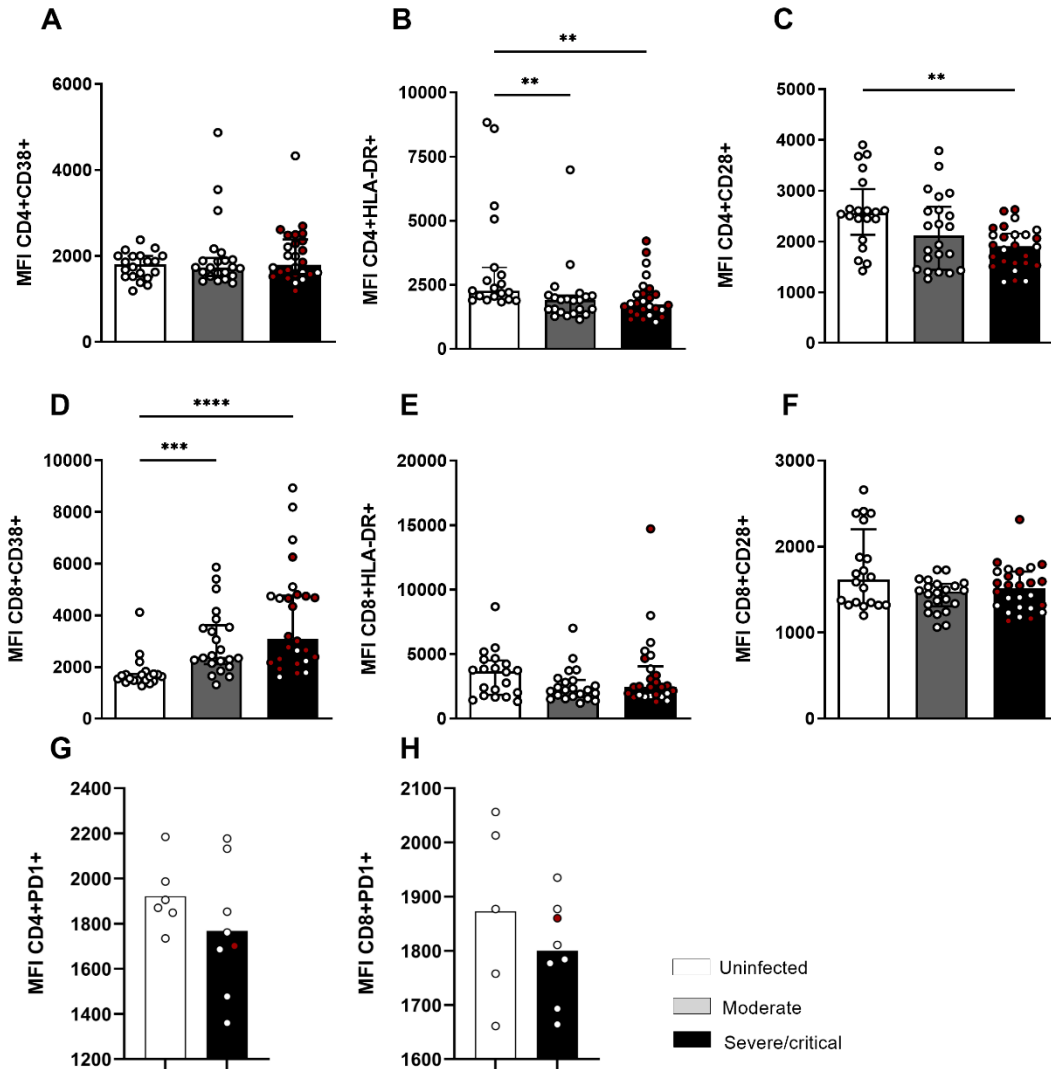 A
MFI CD4+CD38+
6000
4000
2000
0
B
MFI CD4+HLA-DR+
**
**
10000
7500
5000
2500
0
C
MFI CD4+CD28+
**
5000
4000
3000
2000
1000
0
D
MFI CD8+CD38+
****
***
10000
8000
6000
4000
2000
0
E
MFI CD8+HLA-DR+
20000
15000
10000
5000
0
F
MFI CD8+CD28+
3000
2000
1000
0
G
MFI CD4+PD1+
2400
2200
2000
1800
1600
1400
1200
H
MFI CD8+PD1+
2100
2000
1900
1800
1700
1600
Uninfected
Moderate
Severe/critical